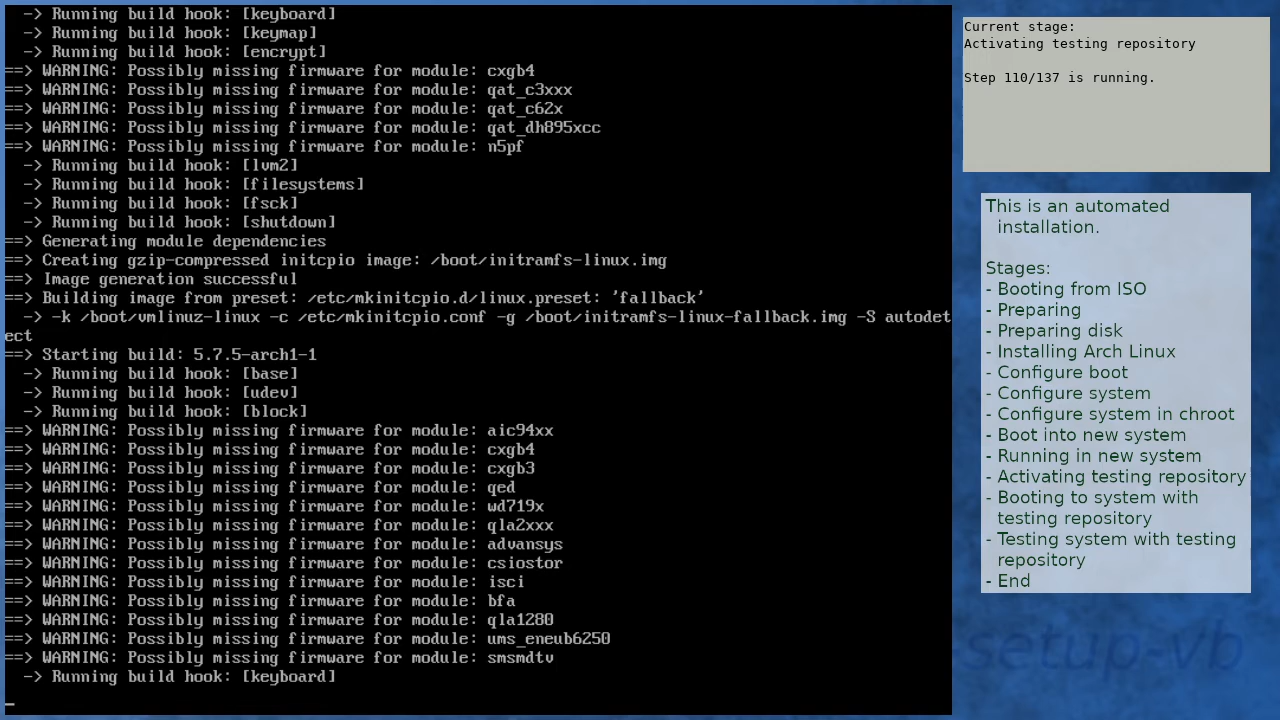 -> Running build hook: [keyboard]
-> Running build hook: [keymap]
-> Running build hook: [encrypt]
==> WARNING: Possibly missing firmware for module: cxgb4
==> WARNING: Possibly missing firmware for module: qat_c3xxx
==> WARNING: Possibly missing firmware for module: qat_c62x
==> WARNING: Possibly missing firmware for module: qat_dh895xcc
==> WARNING: Possibly missing firmware for module: n5pf
-> Running build hook: [lvm2]
-> Running build hook: [filesystems]
-> Running build hook: [fsck]
-> Running build hook: [shutdown]
==> Generating module dependencies
==> Creating gzip-compressed initcpio image: /boot/initramfs-linux.img
==> Image generation successful
==> Building image from preset: /etc/mkinitcpio.d/linux.preset: 'fallback'
-> -k /boot/vmlinuz-linux -c /etc/mkinitcpio.conf -g /boot/initramfs-linux-fallback.img -S autodet
ect
==> Starting build: 5.7.5-arch1-1
-> Running build hook: [base]
-> Running build hook: [udev]
-> Running build hook: [block]
==> WARNING: Possibly missing firmware for module: aic94xx
==> WARNING: Possibly missing firmware for module: cxgb4
==> WARNING: Possibly missing firmware for module: cxgb3
==> WARNING: Possibly missing firmware for module: qed
==> WARNING: Possibly missing firmware for module: wd719x
==> WARNING: Possibly missing firmware for module: qla2xxx
==> WARNING: Possibly missing firmware for module: advansys
==> WARNING: Possibly missing firmware for module: csiostor
==> WARNING: Possibly missing firmware for module: isci
==> WARNING: Possibly missing firmware for module: bfa
==> WARNING: Possibly missing firmware for module: qla1280
==> WARNING: Possibly missing firmware for module: ums_eneub6250
==> WARNING: Possibly missing firmware for module: smsmdtv
-> Running build hook: [keyboard]
_
Current stage:
Activating testing repository
Step 110/137 is running.
This is an automated
installation.
Stages:
- Booting from ISO
- Preparing
- Preparing disk
- Installing Arch Linux
- Configure boot
- Configure system
- Configure system in chroot
- Boot into new system
- Running in new system
- Activating testing repository
- Booting to system with
testing repository
- Testing system with testing
repository
- End
setup-vb